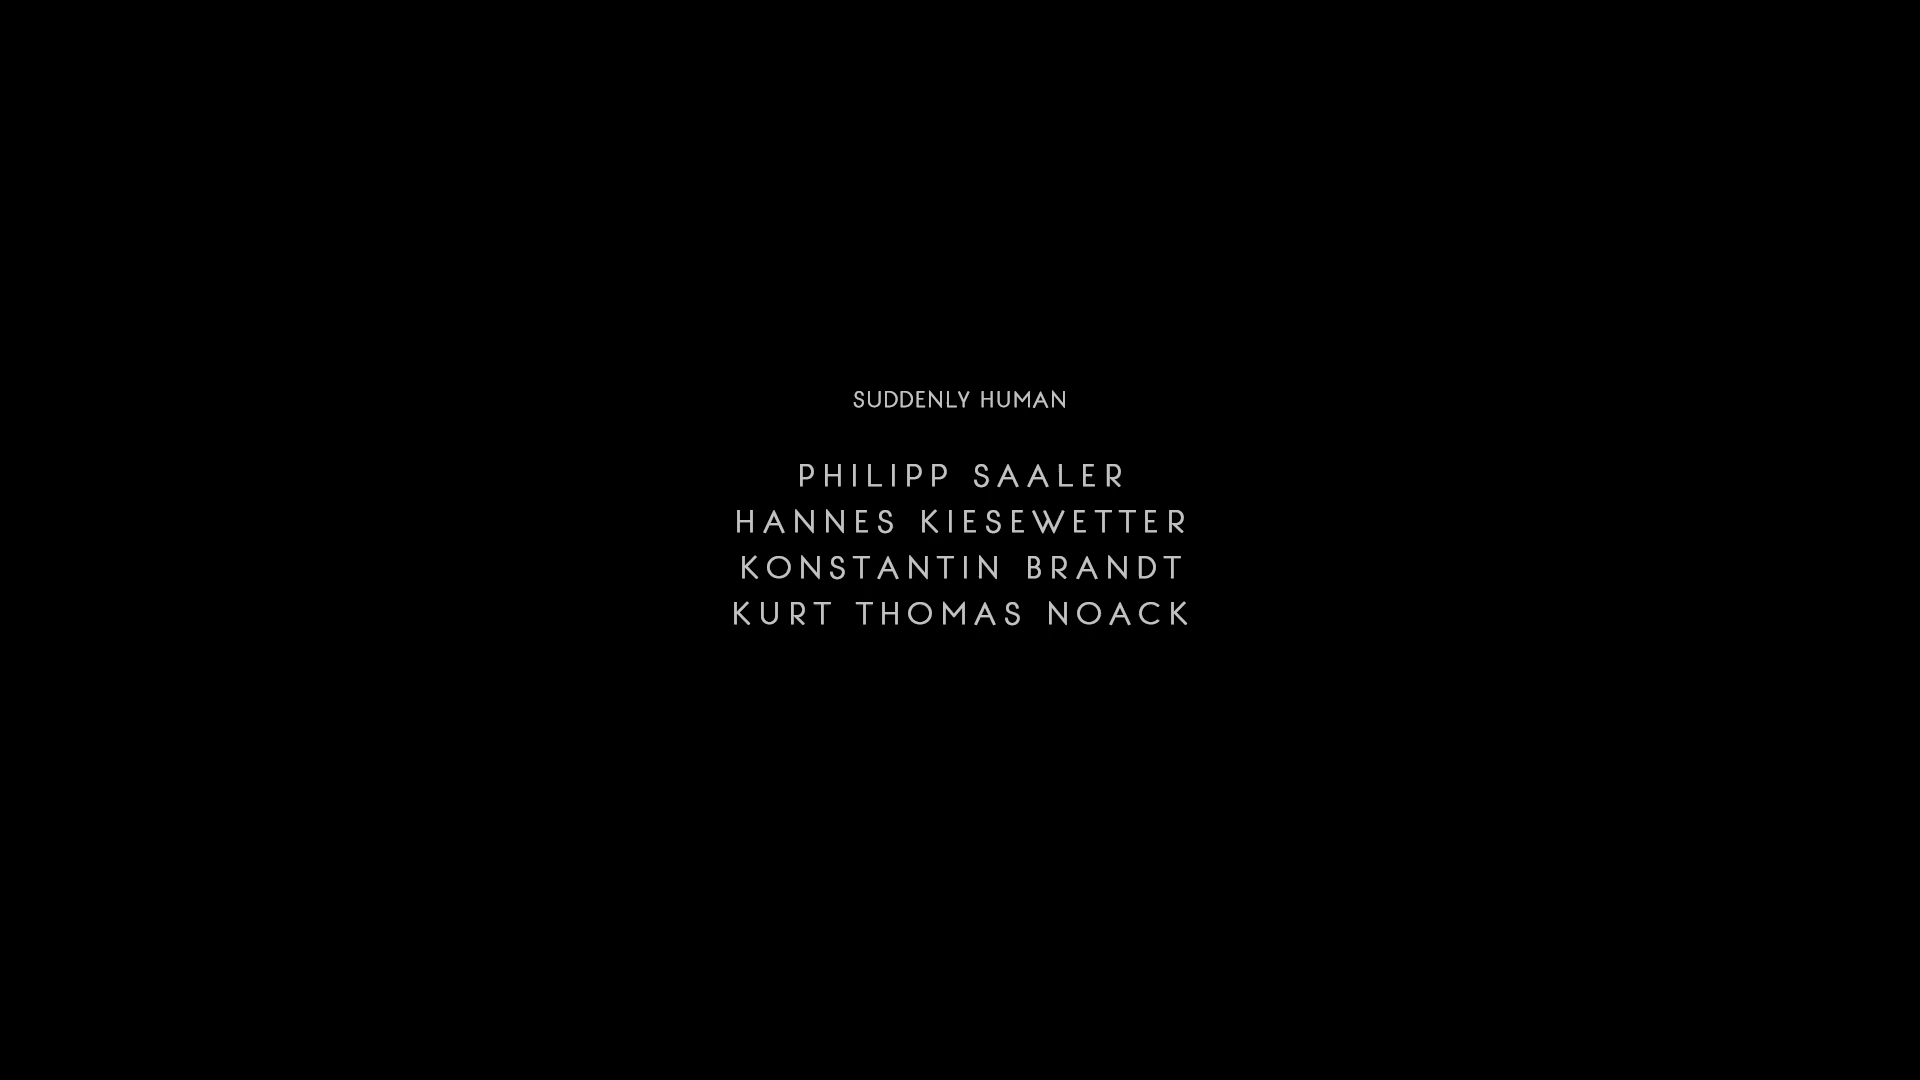 SUDDENLY HUMAN
PHILIPP SAALER
HANNES KIESEWETTER
KONSTANTIN BRANDT
KURT THOMAS NOACK